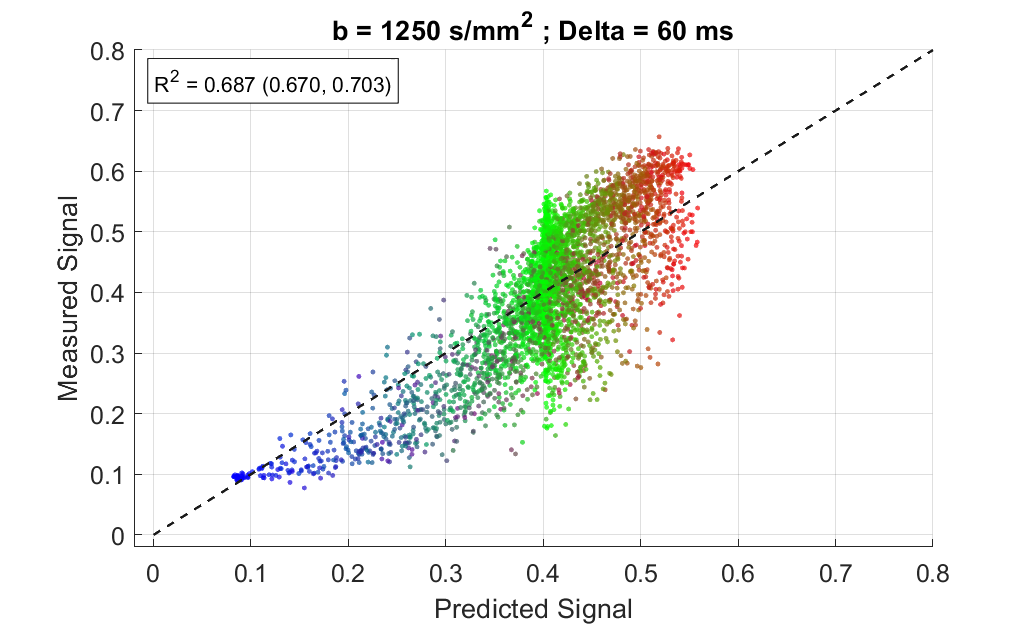 b = 1250 s/mm² ; Delta = 60 ms
R² = 0.687 (0.670, 0.703)
0.8
0.7
0.6
0.5
0.4
0.3
0.2
0.1
0
Measured Signal
0 0.1 0.2 0.3 0.4 0.5 0.6 0.7 0.8
Predicted Signal